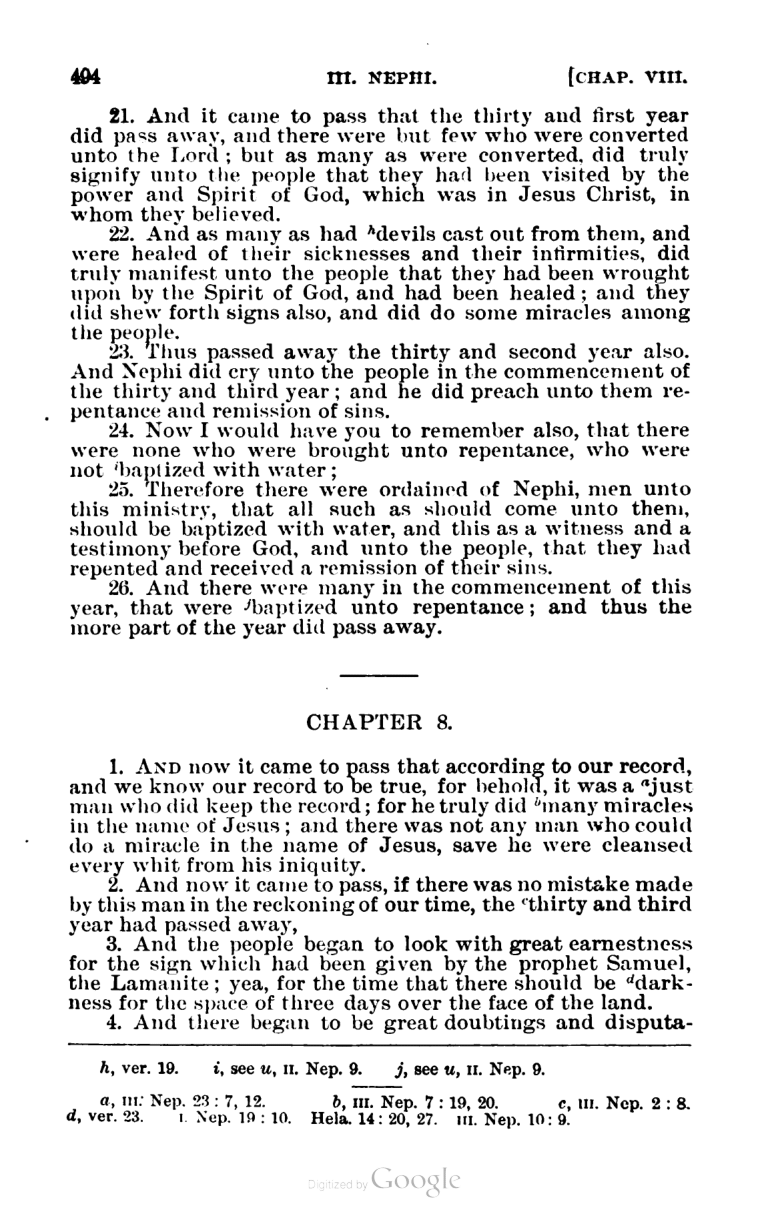 494 III. NEPHI. [CHAP. VIII.
21. And it came to pass that the thirty and first year
did pass away, and there were but few who were converted
unto the Lord ; but as many as were converted, did truly
signify unto the people that they had been visited by the
power and Spirit of God, which was in Jesus Christ, in
whom they believed.
22. And as many as had hdevils cast out from them, and
were healed of their sicknesses and their infirmities, did
truly manifest unto the people that they had been wrought
upon by the Spirit of God, and had been healed ; and they
did shew forth signs also, and did do some miracles among
the people.
23. Thus passed away the thirty and second year also.
And Nephi did cry unto the people in the commencement of
the thirty and third year ; and he did preach unto them re-
pentance and remission of sins.
24. Now I would have you to remember also, that there
were none who were brought unto repentance, who were
not ibaptized with water ;
25. Therefore there were ordained of Nephi, men unto
this ministry, that all such as should come unto them,
should be baptized with water, and this as a witness and a
testimony before God, and unto the people, that they had
repented and received a remission of their sins.
26. And there were many in the commencement of this
year, that were jbaptized unto repentance ; and thus the
more part of the year did pass away.
CHAPTER 8.
1. AND now it came to pass that according to our record,
and we know our record to be true, for behold, it was a ajust
man who did keep the record ; for he truly did bmany miracles
in the name of Jesus ; and there was not any man who could
do a miracle in the name of Jesus, save he were cleansed
every whit from his iniquity.
2. And now it came to pass, if there was no mistake made
by this man in the reckoning of our time, the cthirty and third
year had passed away,
3. And the people began to look with great earnestness
for the sign which had been given by the prophet Samuel,
the Lamanite ; yea, for the time that there should be ddark-
ness for the space of three days over the face of the land.
4. And there began to be great doubtings and disputa-
h, ver. 19. i, see u, II. Nep. 9. j, see u, II. Nep. 9.
a, III. Nep. 23 : 7, 12. b, III. Nep. 7 : 19, 20. c, III. Nep. 2 : 8.
d, ver. 23. I. Nep. 19 : 10. Hela. 14 : 20, 27. III. Nep. 10 : 9.
Digitized by Google